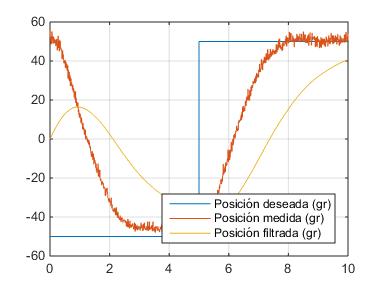 60
40
20
0
-20
-40
-60
0 2 4 6 8 10
Posición deseada (gr)
Posición medida (gr)
Posición filtrada (gr)